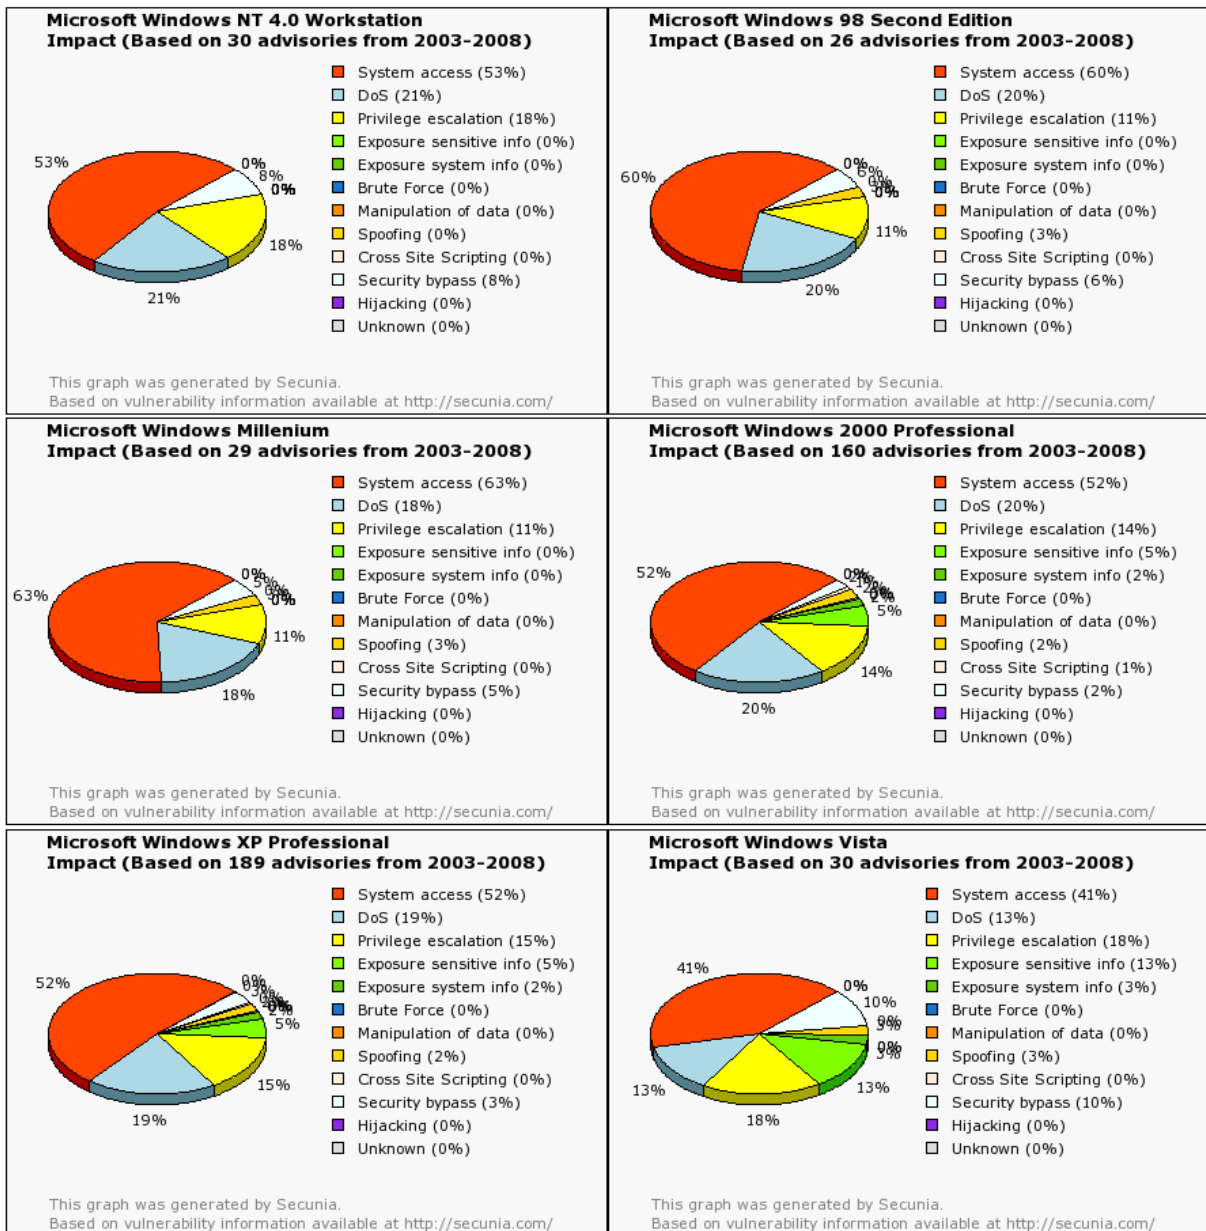 Microsoft Windows NT 4.0 Workstation
Impact (Based on 30 advisories from 2003-2008)
System access (53%)
DoS (21%)
Privilege escalation (18%)
Exposure sensitive info (0%)
Exposure system info (0%)
Brute Force (0%)
Manipulation of data (0%)
Spoofing (0%)
Cross Site Scripting (0%)
Security bypass (8%)
Hijacking (0%)
Unknown (0%)
53%
0%
8%
0%
18%
21%
This graph was generated by Secunia.
Based on vulnerability information available at http://secunia.com/
Microsoft Windows 98 Second Edition
Impact (Based on 26 advisories from 2003-2008)
System access (60%)
DoS (20%)
Privilege escalation (11%)
Exposure sensitive info (0%)
Exposure system info (0%)
Brute Force (0%)
Manipulation of data (0%)
Spoofing (3%)
Cross Site Scripting (0%)
Security bypass (6%)
Hijacking (0%)
Unknown (0%)
60%
0%
6%
0%
11%
20%
This graph was generated by Secunia.
Based on vulnerability information available at http://secunia.com/
Microsoft Windows Millenium
Impact (Based on 29 advisories from 2003-2008)
System access (63%)
DoS (18%)
Privilege escalation (11%)
Exposure sensitive info (0%)
Exposure system info (0%)
Brute Force (0%)
Manipulation of data (0%)
Spoofing (3%)
Cross Site Scripting (0%)
Security bypass (5%)
Hijacking (0%)
Unknown (0%)
63%
0%
5%
0%
11%
18%
This graph was generated by Secunia.
Based on vulnerability information available at http://secunia.com/
Microsoft Windows 2000 Professional
Impact (Based on 160 advisories from 2003-2008)
System access (52%)
DoS (20%)
Privilege escalation (14%)
Exposure sensitive info (5%)
Exposure system info (2%)
Brute Force (0%)
Manipulation of data (0%)
Spoofing (2%)
Cross Site Scripting (1%)
Security bypass (2%)
Hijacking (0%)
Unknown (0%)
52%
0%
2%
5%
14%
20%
This graph was generated by Secunia.
Based on vulnerability information available at http://secunia.com/
Microsoft Windows XP Professional
Impact (Based on 189 advisories from 2003-2008)
System access (52%)
DoS (19%)
Privilege escalation (15%)
Exposure sensitive info (5%)
Exposure system info (2%)
Brute Force (0%)
Manipulation of data (0%)
Spoofing (2%)
Cross Site Scripting (0%)
Security bypass (3%)
Hijacking (0%)
Unknown (0%)
52%
0%
2%
5%
15%
19%
This graph was generated by Secunia.
Based on vulnerability information available at http://secunia.com/
Microsoft Windows Vista
Impact (Based on 30 advisories from 2003-2008)
System access (41%)
DoS (13%)
Privilege escalation (18%)
Exposure sensitive info (13%)
Exposure system info (3%)
Brute Force (0%)
Manipulation of data (0%)
Spoofing (3%)
Cross Site Scripting (0%)
Security bypass (10%)
Hijacking (0%)
Unknown (0%)
41%
0%
10%
3%
0%
3%
13%
18%
13%
This graph was generated by Secunia.
Based on vulnerability information available at http://secunia.com/